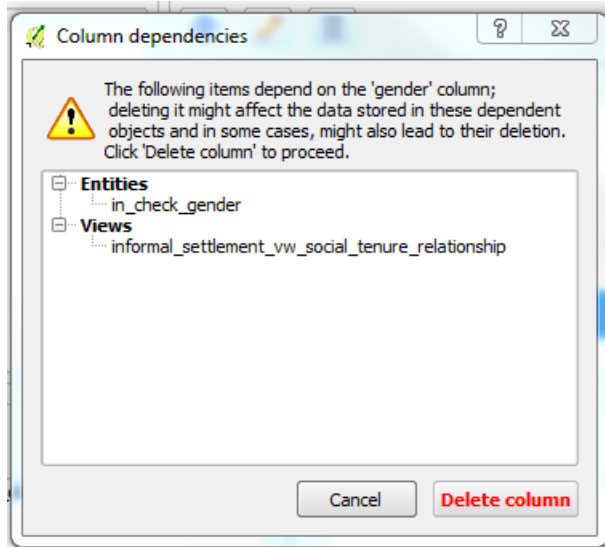 Column dependencies
The following items depend on the 'gender' column;
deleting it might affect the data stored in these dependent
objects and in some cases, might also lead to their deletion.
Click 'Delete column' to proceed.
Entities
in_check_gender
Views
informal_settlement_vw_social_tenure_relationship
Cancel
Delete column